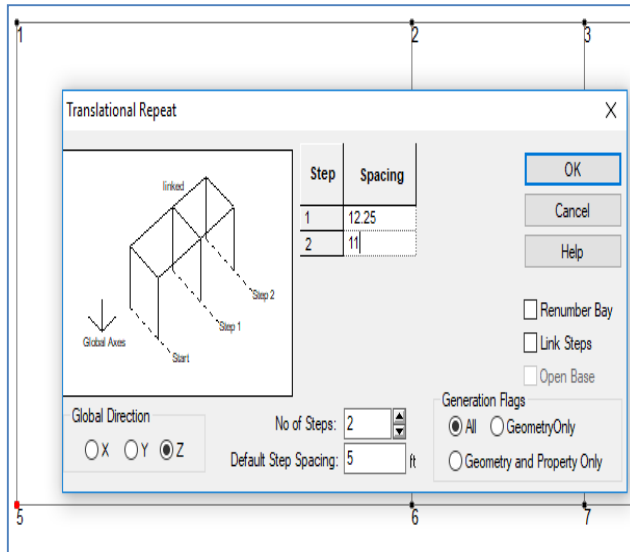 1 2 3
Translational Repeat X
linked
Step 2
Step 1
Start
Global Axes
Step Spacing
1 12.25
2 11
OK
Cancel
Help
Renumber Bay
Link Steps
Open Base
Global Direction
X Y Z
No of Steps: 2
Default Step Spacing: 5 ft
Generation Flags
All GeometryOnly
Geometry and Property Only
5 6 7